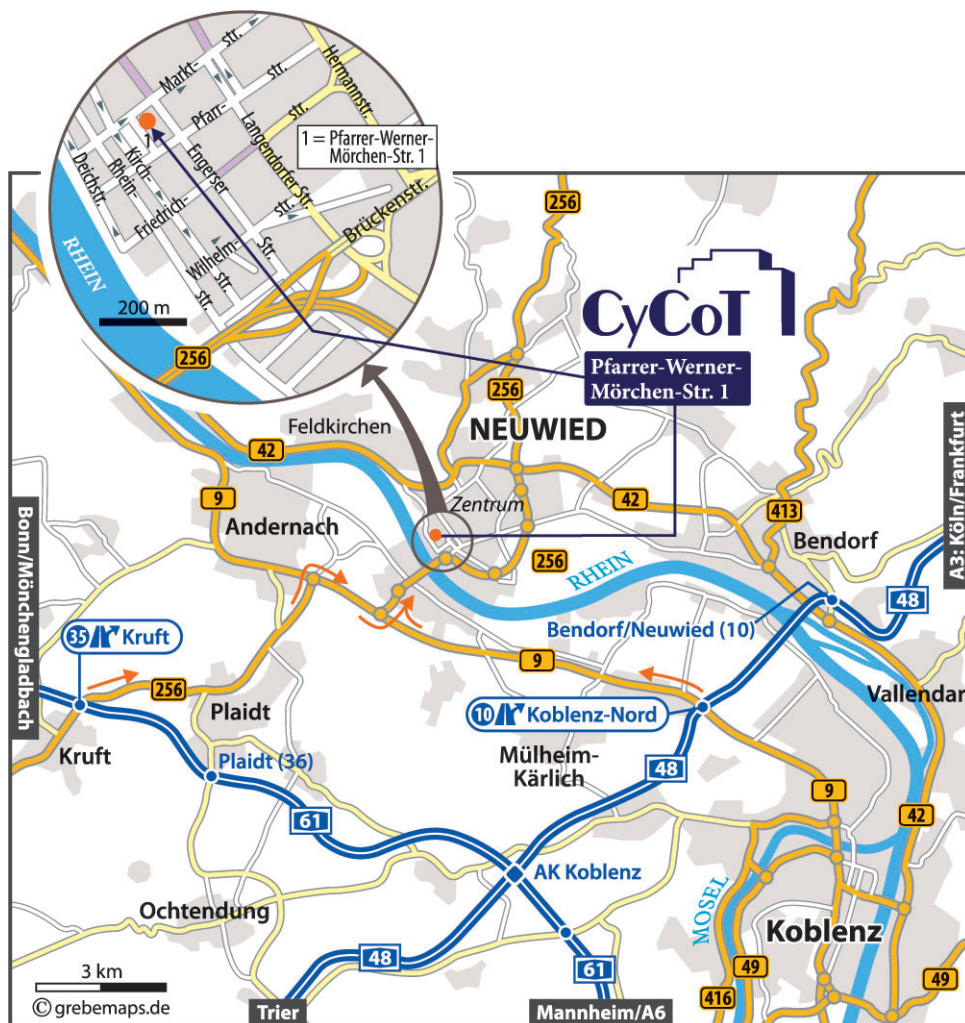 Markt-
str.
Pfarr-
str.
Hermannstr.
Langendorfer Str.
1
Deichstr.
Rhein-
str.
Kirch-
str.
Engerser
Str.
Friedrich-
str.
Wilhelm-
str.
Brückenstr.
1 = Pfarrer-Werner-
Mörchen-Str. 1
RHEIN
200 m
256
256
CyCoT
Pfarrer-Werner-
Mörchen-Str. 1
256
Feldkirchen
NEUWIED
42
9
Zentrum
42
413
Andernach
Bendorf
256
RHEIN
A3: Köln/Frankfurt
Bonn/Mönchengladbach
48
Bendorf/Neuwied (10)
35 Kruft
9
256
Plaidt
10 Koblenz-Nord
Vallendar
Kruft
Plaidt (36)
Mülheim-
Kärlich
48
9
61
42
AK Koblenz
Ochtendung
MOSEL
Koblenz
48
61
49
49
416
3 km
© grebemaps.de
Trier
Mannheim/A6